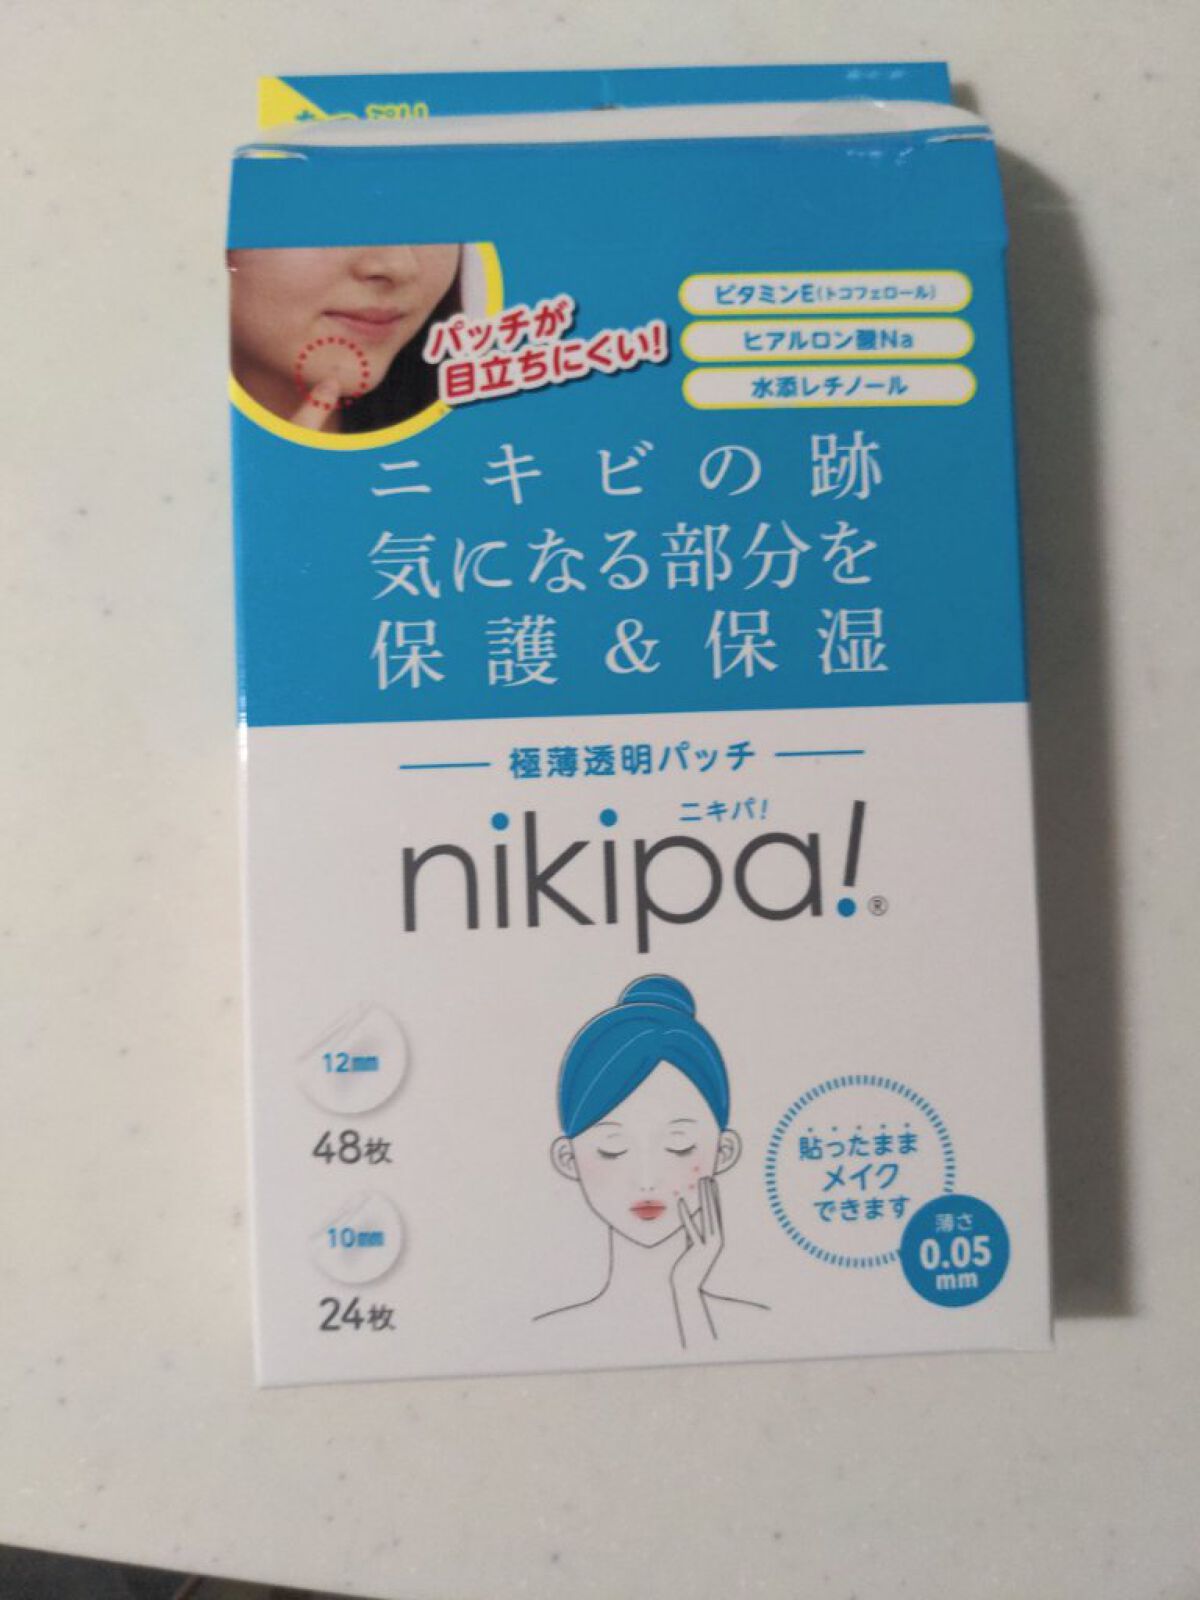 たっぷり
パッチが
目立ちにくい!
ビタミンE(トコフェロール)
ヒアルロン酸Na
水添レチノール
ニキビの跡
気になる部分を
保護&保湿
極薄透明パッチ
ニキパ!
nikipa!®
12mm
48枚
10mm
24枚
貼ったまま
メイク
できます
薄さ
0.05
mm